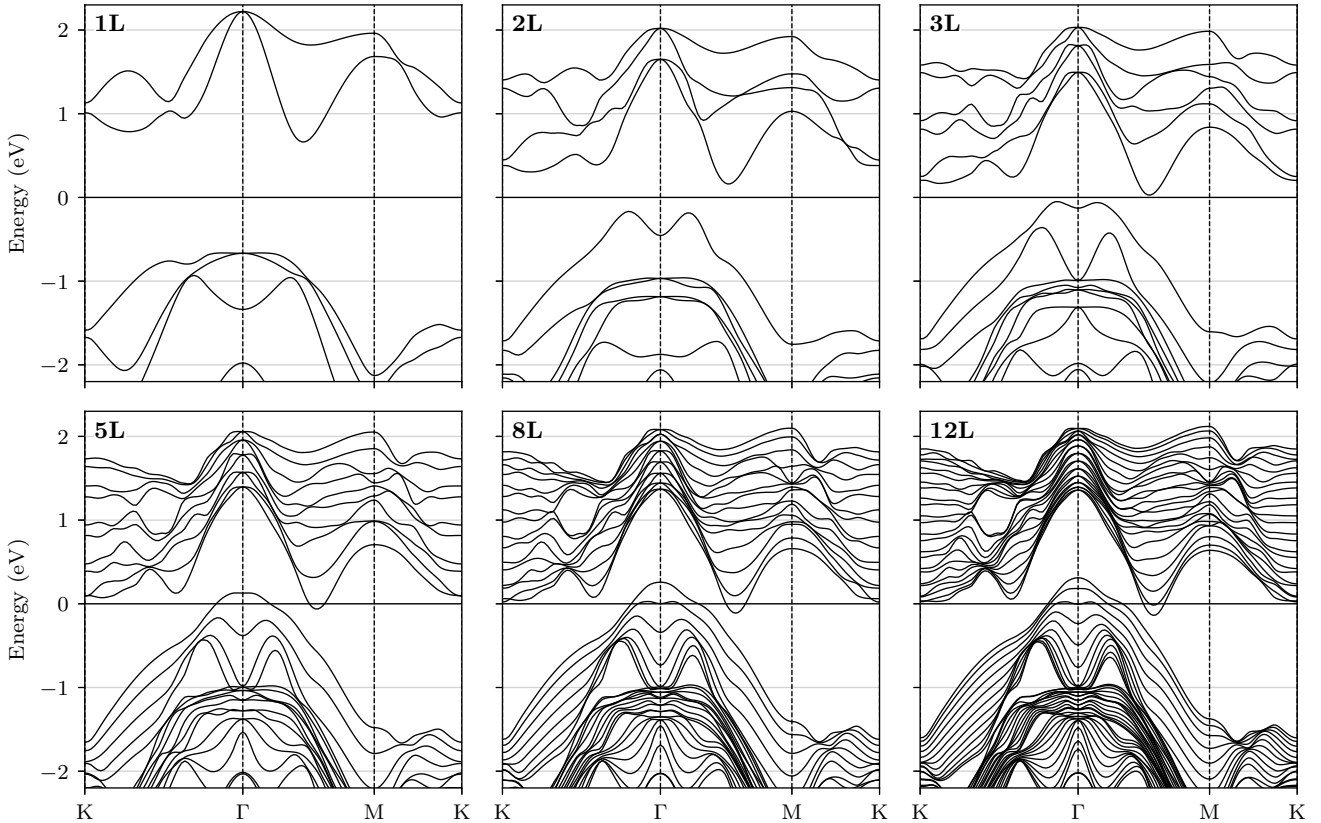 1L 2L 3L
2
1
0
−1
−2
Energy (eV)
5L 8L 12L
2
1
0
−1
−2
Energy (eV)
K Γ M K K Γ M K K Γ M K